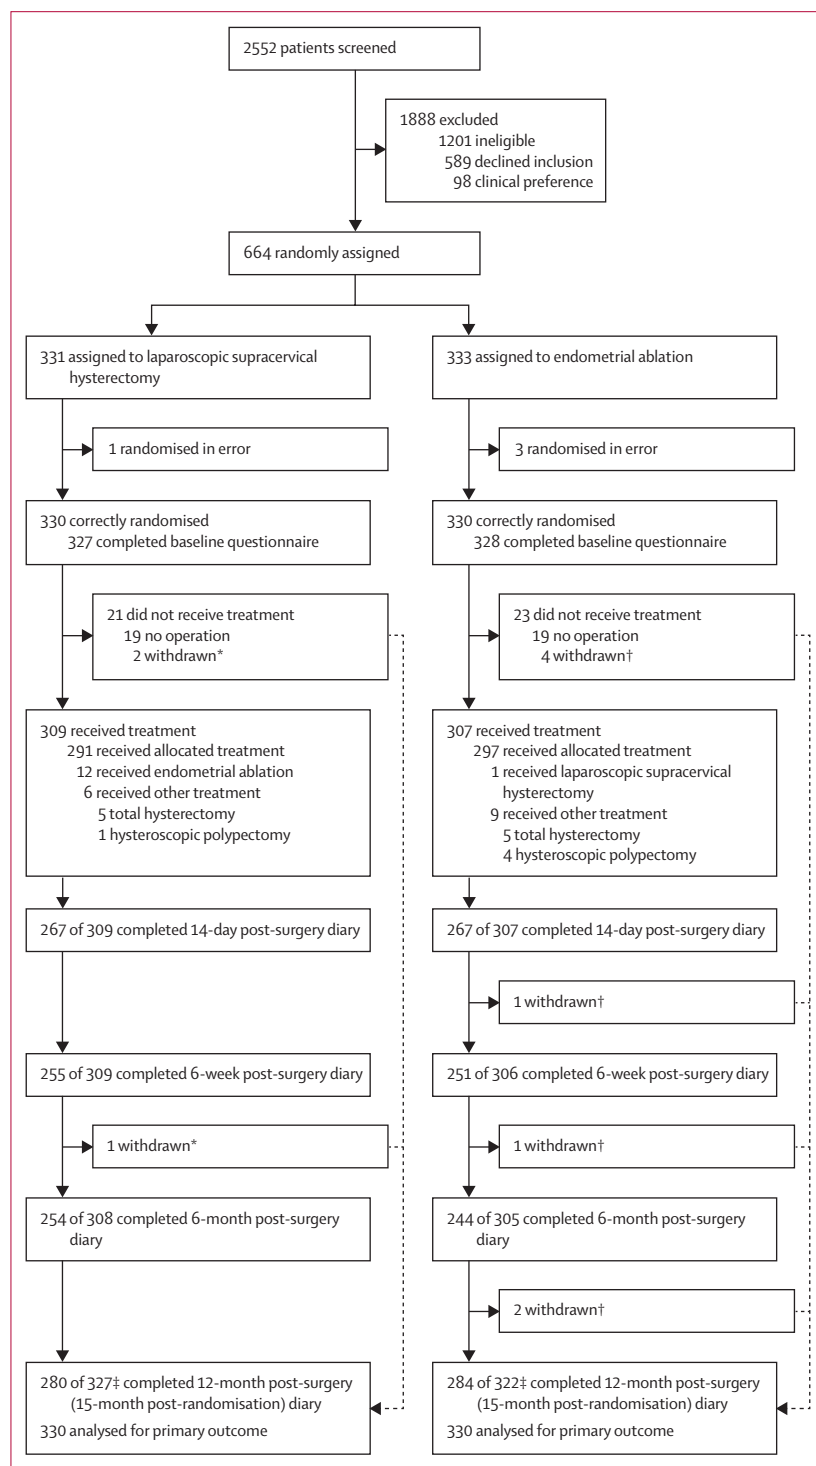 2552 patients screened
1888 excluded
1201 ineligible
589 declined inclusion
98 clinical preference
664 randomly assigned
331 assigned to laparoscopic supracervical
hysterectomy
333 assigned to endometrial ablation
1 randomised in error
3 randomised in error
330 correctly randomised
327 completed baseline questionnaire
330 correctly randomised
328 completed baseline questionnaire
21 did not receive treatment
19 no operation
2 withdrawn*
23 did not receive treatment
19 no operation
4 withdrawn†
309 received treatment
291 received allocated treatment
12 received endometrial ablation
6 received other treatment
5 total hysterectomy
1 hysteroscopic polypectomy
307 received treatment
297 received allocated treatment
1 received laparoscopic supracervical
hysterectomy
9 received other treatment
5 total hysterectomy
4 hysteroscopic polypectomy
267 of 309 completed 14-day post-surgery diary
267 of 307 completed 14-day post-surgery diary
1 withdrawn†
255 of 309 completed 6-week post-surgery diary
251 of 306 completed 6-week post-surgery diary
1 withdrawn*
1 withdrawn†
254 of 308 completed 6-month post-surgery
diary
244 of 305 completed 6-month post-surgery
diary
2 withdrawn†
280 of 327‡ completed 12-month post-surgery
(15-month post-randomisation) diary
330 analysed for primary outcome
284 of 322‡ completed 12-month post-surgery
(15-month post-randomisation) diary
330 analysed for primary outcome